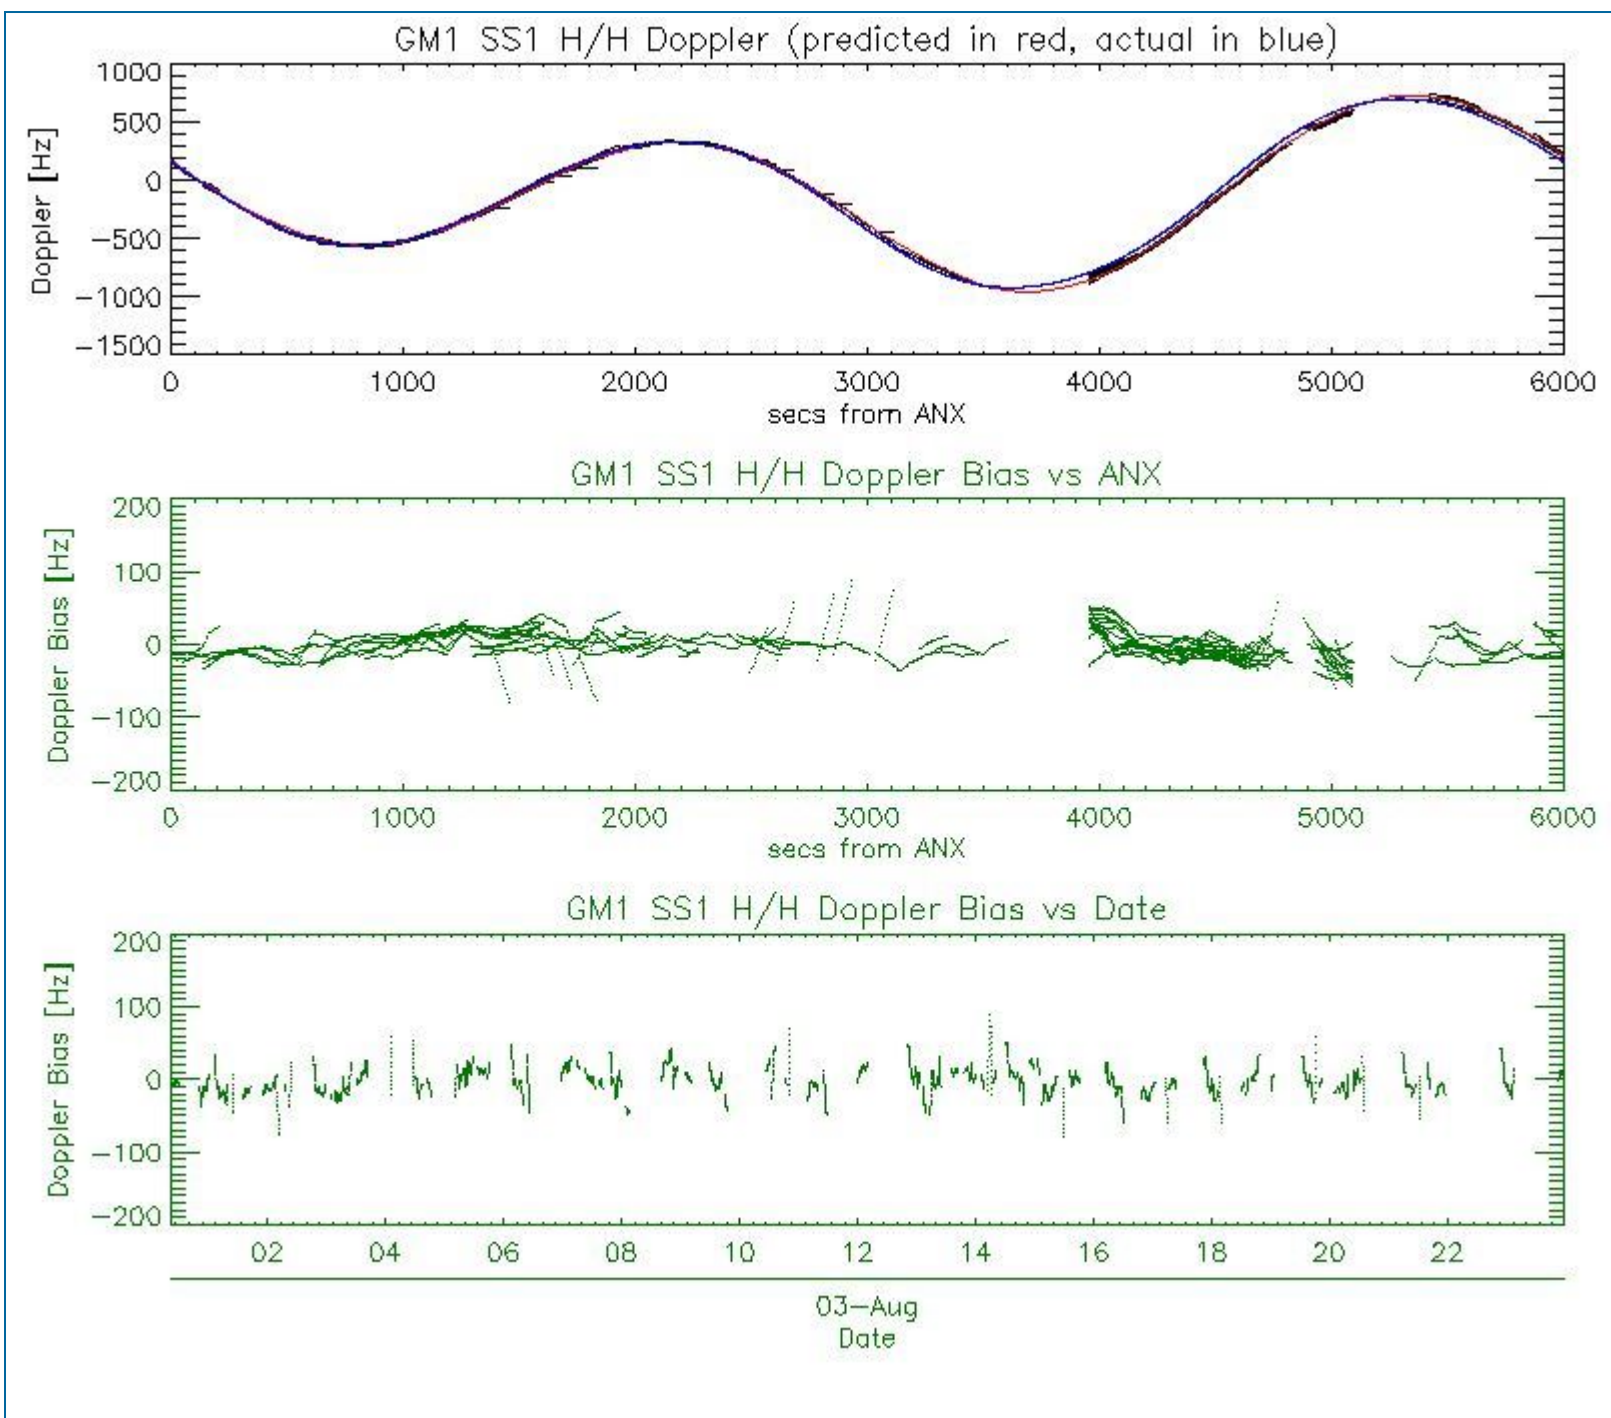 GM1 SS1 H/H Doppler (predicted in red, actual in blue)
1000
500
0
-500
-1000
-1500
Doppler [Hz]
0 1000 2000 3000 4000 5000 6000
secs from ANX
GM1 SS1 H/H Doppler Bias vs ANX
200
100
0
-100
-200
Doppler Bias [Hz]
0 1000 2000 3000 4000 5000 6000
secs from ANX
GM1 SS1 H/H Doppler Bias vs Date
200
100
0
-100
-200
Doppler Bias [Hz]
02 04 06 08 10 12 14 16 18 20 22
03-Aug
Date